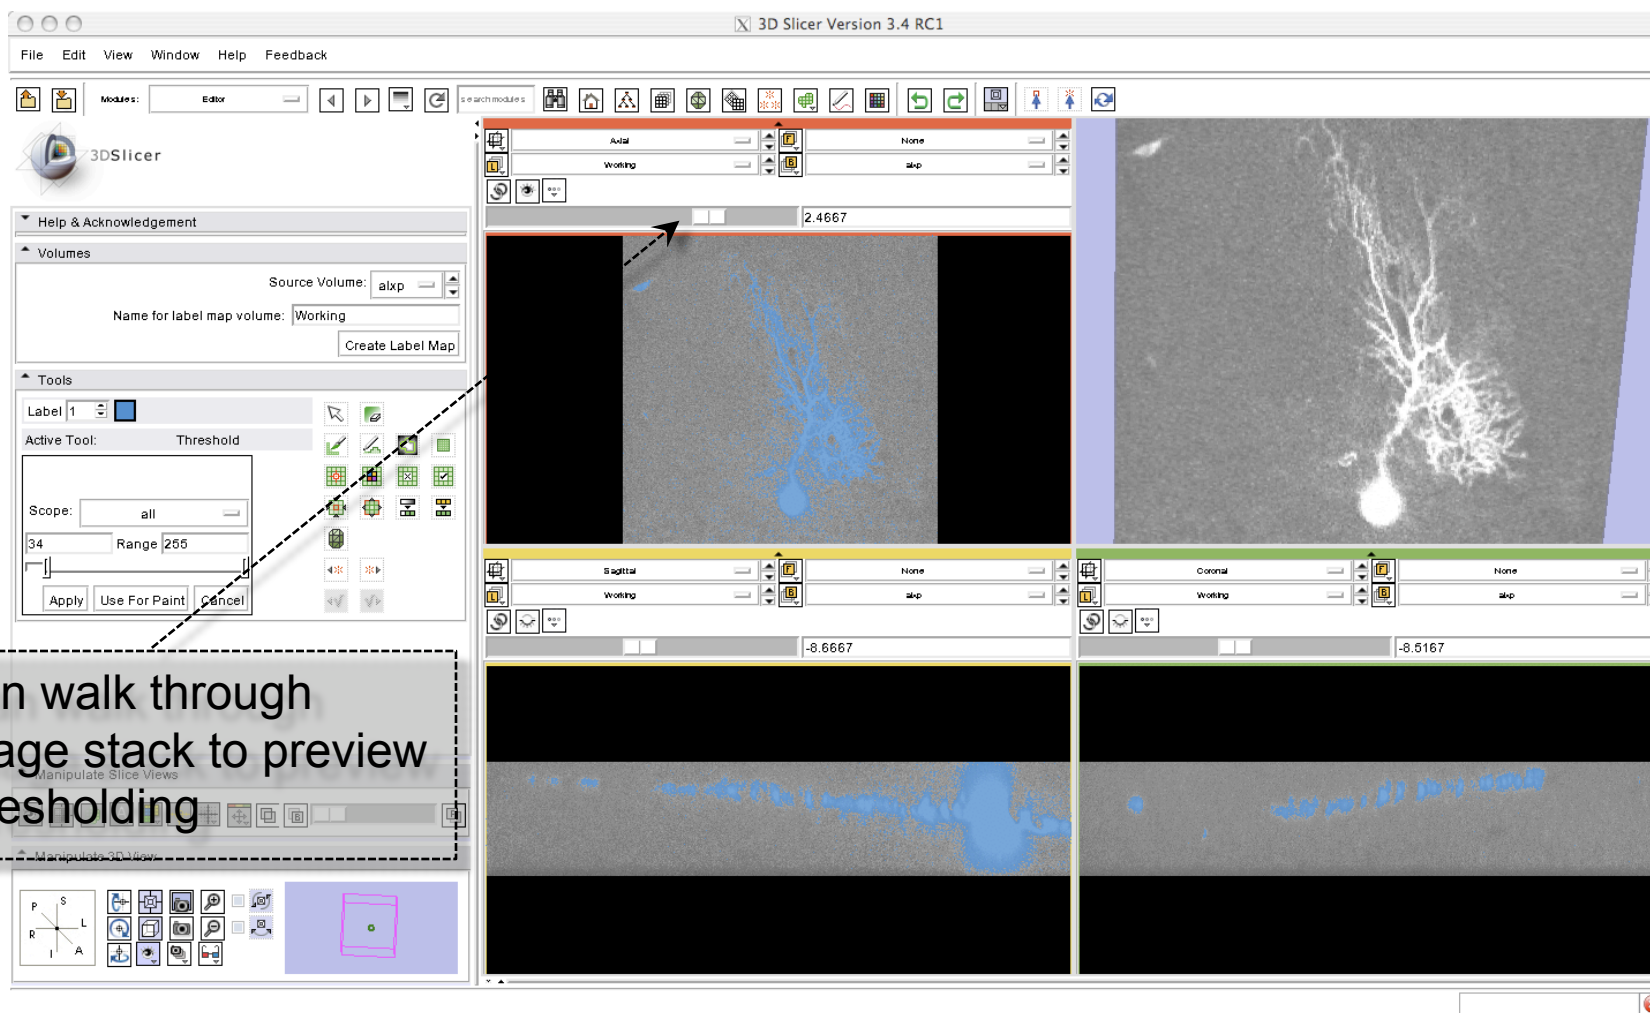 3D Slicer Version 3.4 RC1
File Edit View Window Help Feedback
Modules: Editor search modules
3DSlicer
Help & Acknowledgement
Volumes
Source Volume: alxp
Name for label map volume: Working
Create Label Map
Tools
Label 1
Active Tool: Threshold
Scope: all
34 Range 255
Apply Use For Paint Cancel
n walk through
age stack to preview
esholding
Manipulate Slice Views
Manipulate 3D View
P S
R L
I A
Axial F None
L Working B alxp
2.4667
Sagittal F None
L Working B alxp
-8.6667
Coronal F None
L Working B alxp
-8.5167